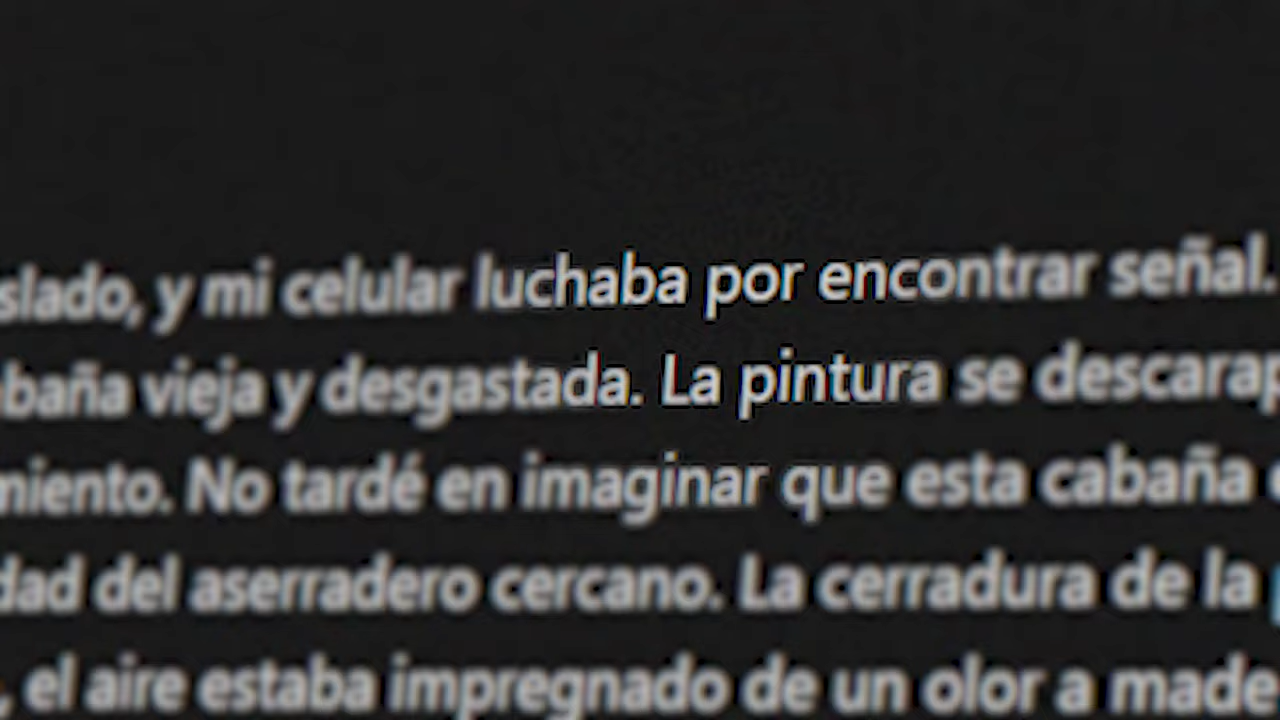 slado, y mi celular luchaba por encontrar señal.
baña vieja y desgastada. La pintura se descarap
miento. No tardé en imaginar que esta cabaña
dad del aserradero cercano. La cerradura de la
, el aire estaba impregnado de un olor a made